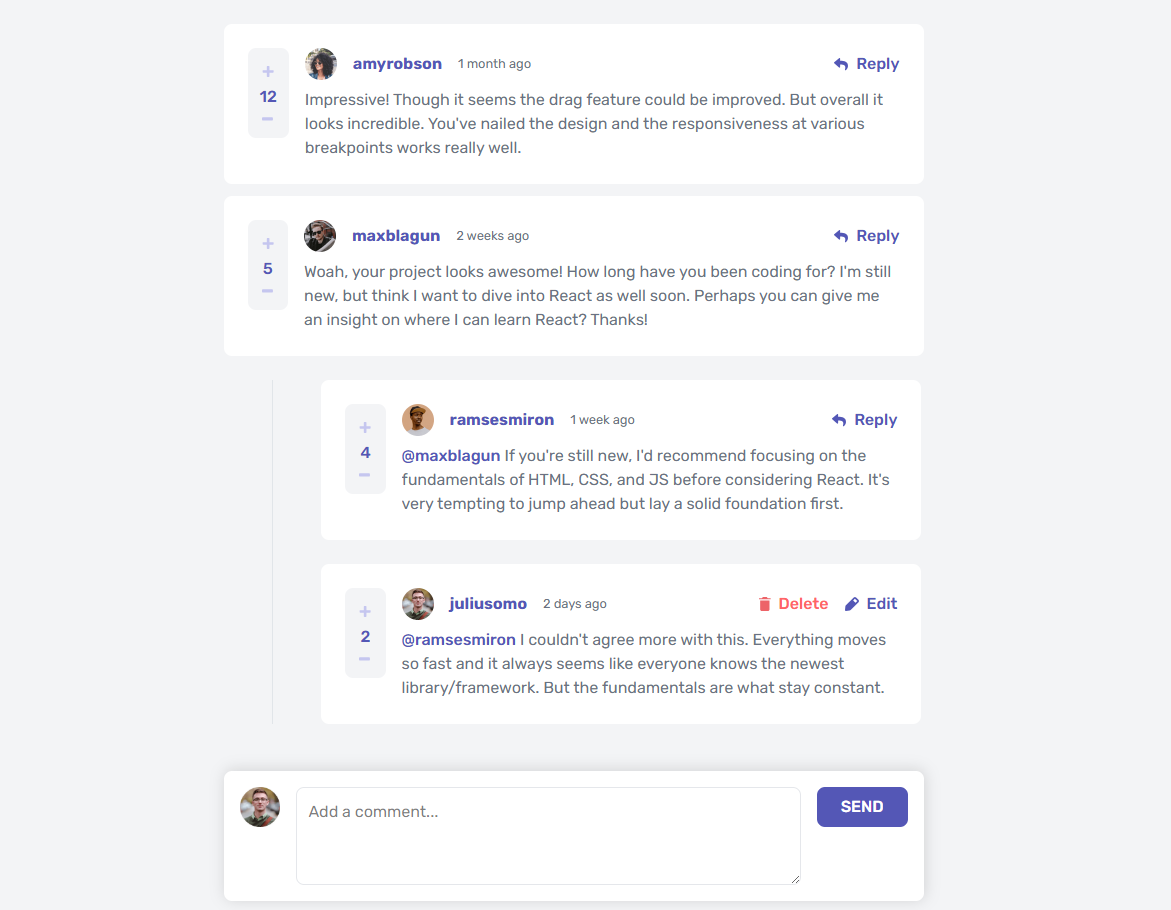 +
amyrobson 1 month ago Reply
12
Impressive! Though it seems the drag feature could be improved. But overall it
looks incredible. You've nailed the design and the responsiveness at various
breakpoints works really well.
+
maxblagun 2 weeks ago Reply
5
Woah, your project looks awesome! How long have you been coding for? I'm still
new, but think I want to dive into React as well soon. Perhaps you can give me
an insight on where I can learn React? Thanks!
+
ramsesmiron 1 week ago Reply
4
@maxblagun If you're still new, I'd recommend focusing on the
fundamentals of HTML, CSS, and JS before considering React. It's
very tempting to jump ahead but lay a solid foundation first.
+
juliusomo 2 days ago Delete Edit
2
@ramsesmiron I couldn't agree more with this. Everything moves
so fast and it always seems like everyone knows the newest
library/framework. But the fundamentals are what stay constant.
Add a comment...
SEND